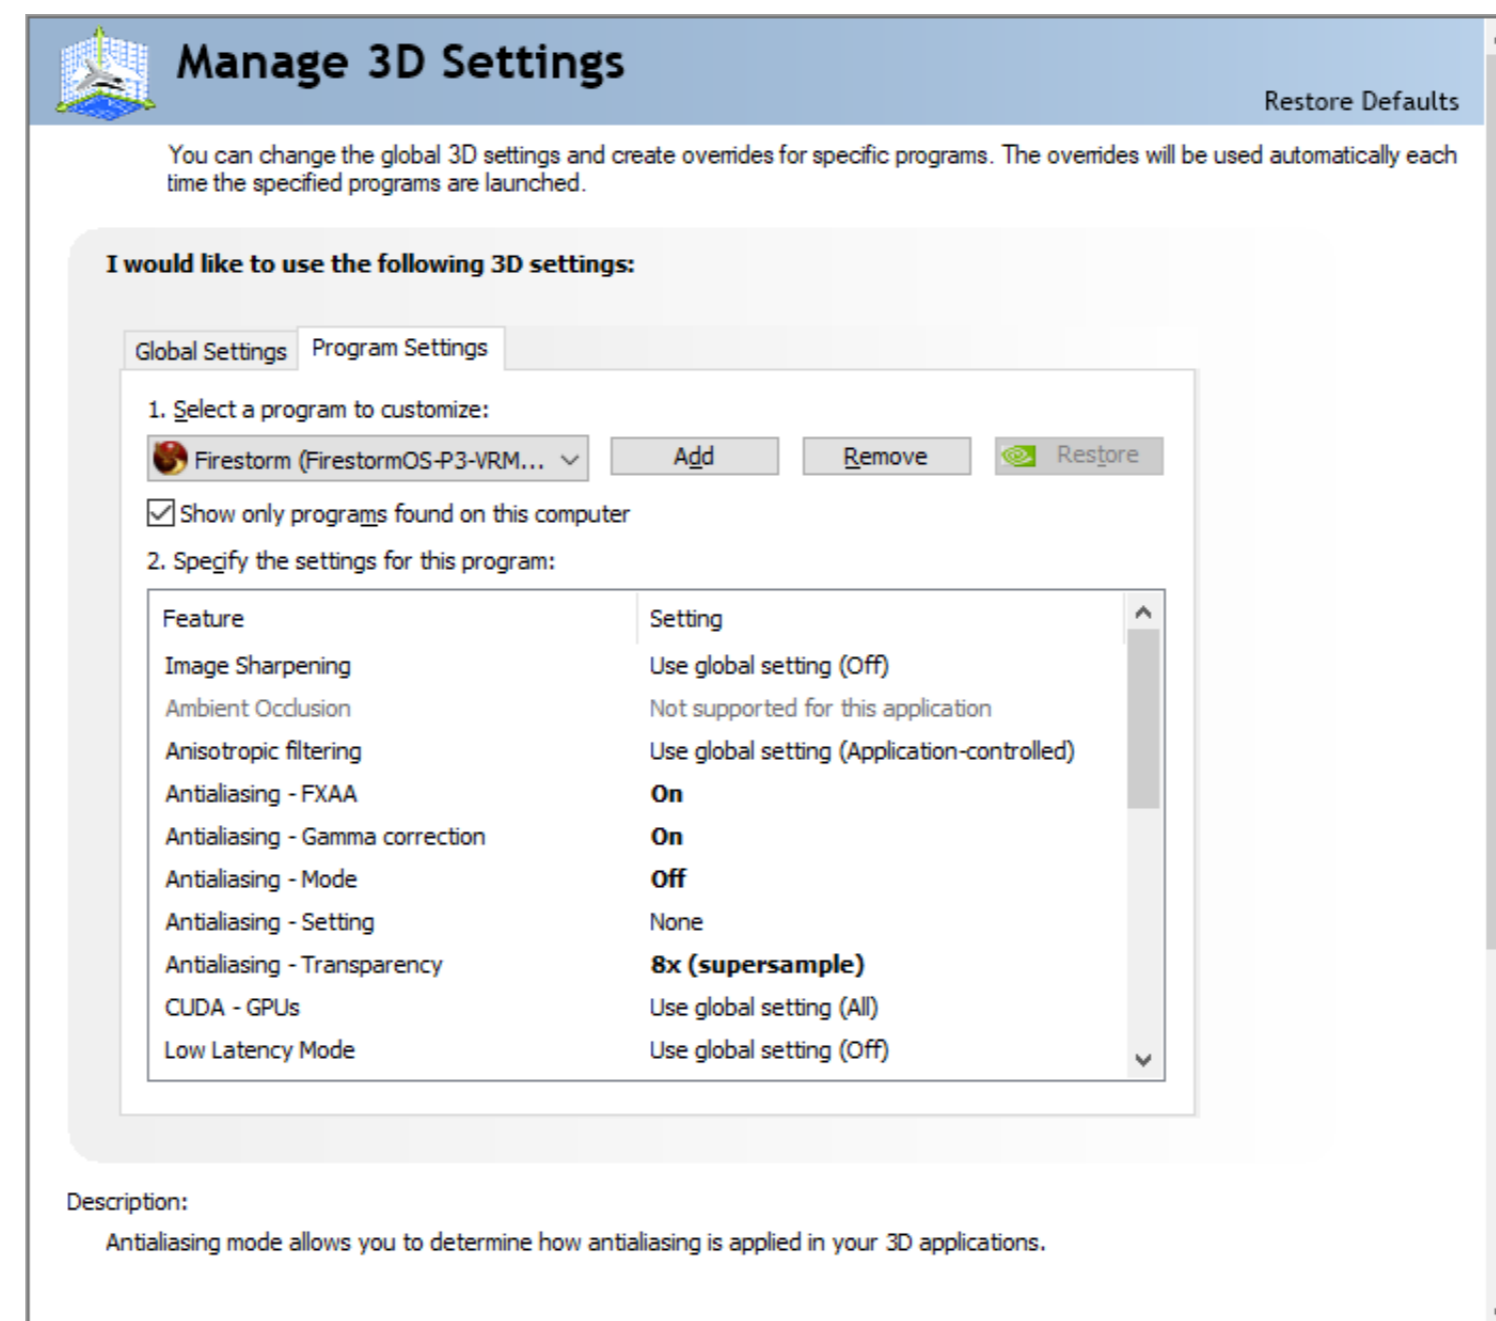 Manage 3D Settings
Restore Defaults
You can change the global 3D settings and create overrides for specific programs. The overrides will be used automatically each
time the specified programs are launched.
I would like to use the following 3D settings:
Global Settings
Program Settings
1. Select a program to customize:
Firestorm (FirestormOS-P3-VRM...
Add
Remove
Restore
Show only programs found on this computer
2. Specify the settings for this program:
Feature Setting
Image Sharpening Use global setting (Off)
Ambient Occlusion Not supported for this application
Anisotropic filtering Use global setting (Application-controlled)
Antialiasing - FXAA On
Antialiasing - Gamma correction On
Antialiasing - Mode Off
Antialiasing - Setting None
Antialiasing - Transparency 8x (supersample)
CUDA - GPUs Use global setting (All)
Low Latency Mode Use global setting (Off)
Description:
Antialiasing mode allows you to determine how antialiasing is applied in your 3D applications.